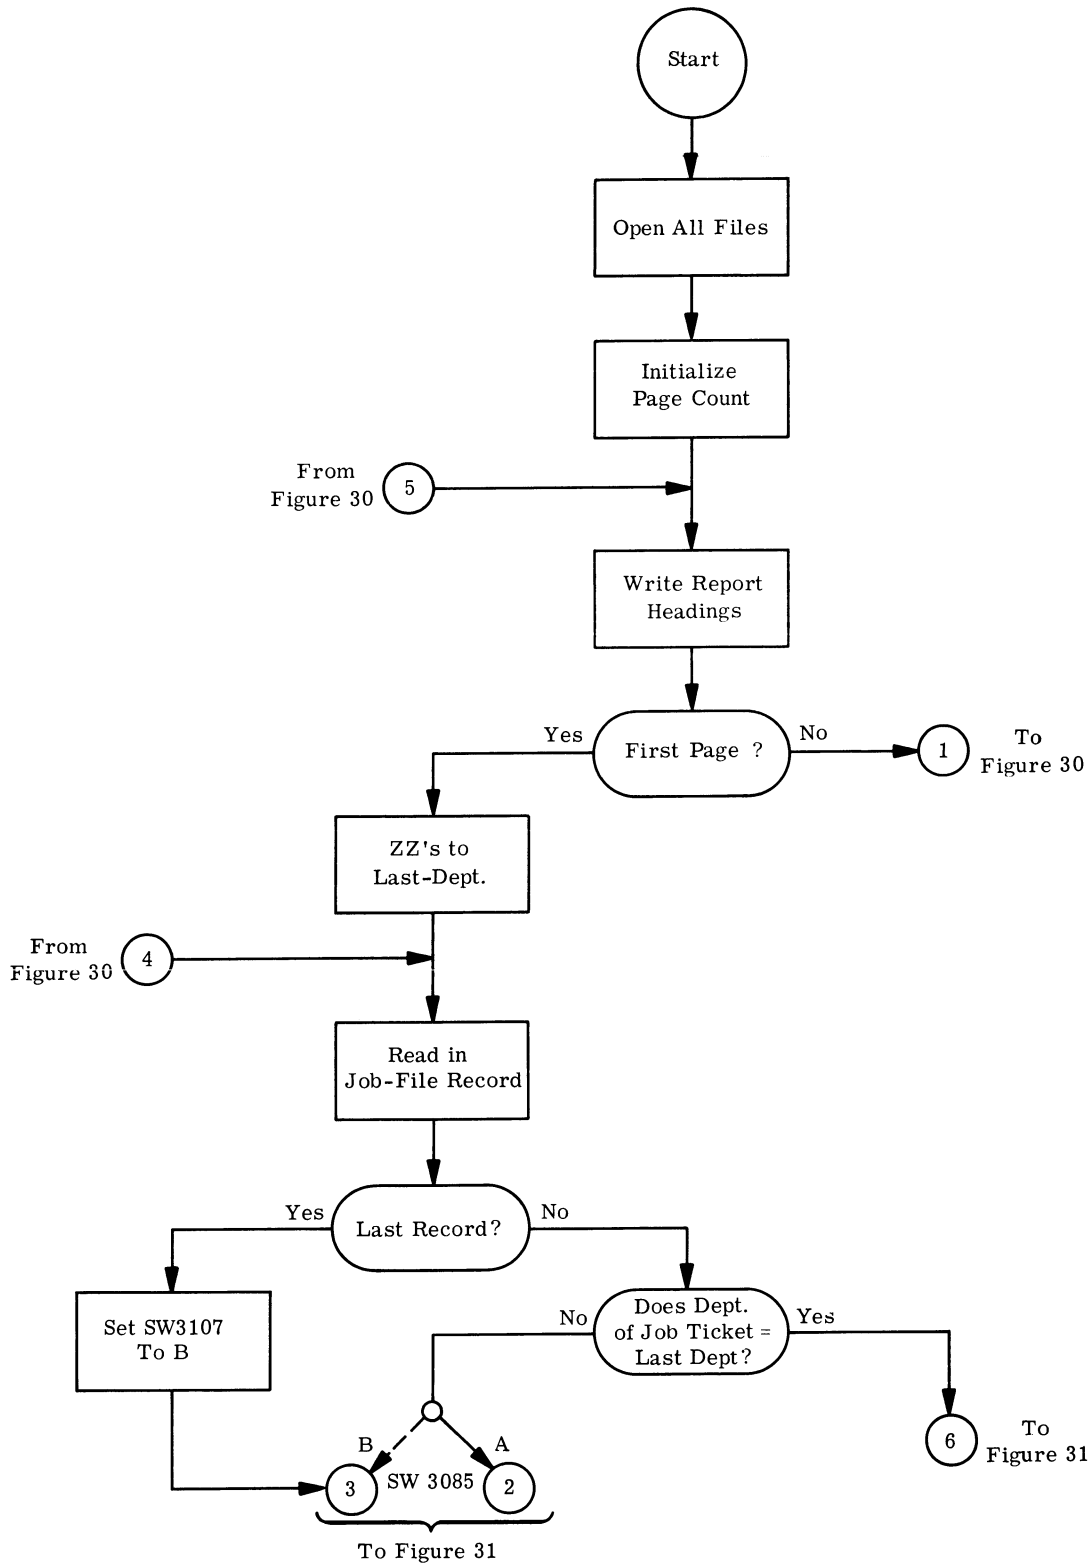 Start
Open All Files
Initialize
Page Count
From
Figure 30
5
Write Report
Headings
First Page ?
Yes
No
1
To
Figure 30
ZZ's to
Last-Dept.
From
Figure 30
4
Read in
Job-File Record
Last Record?
Yes
No
Set SW3107
To B
Does Dept.
of Job Ticket =
Last Dept?
No
Yes
6
To
Figure 31
B
A
3
SW 3085
2
To Figure 31